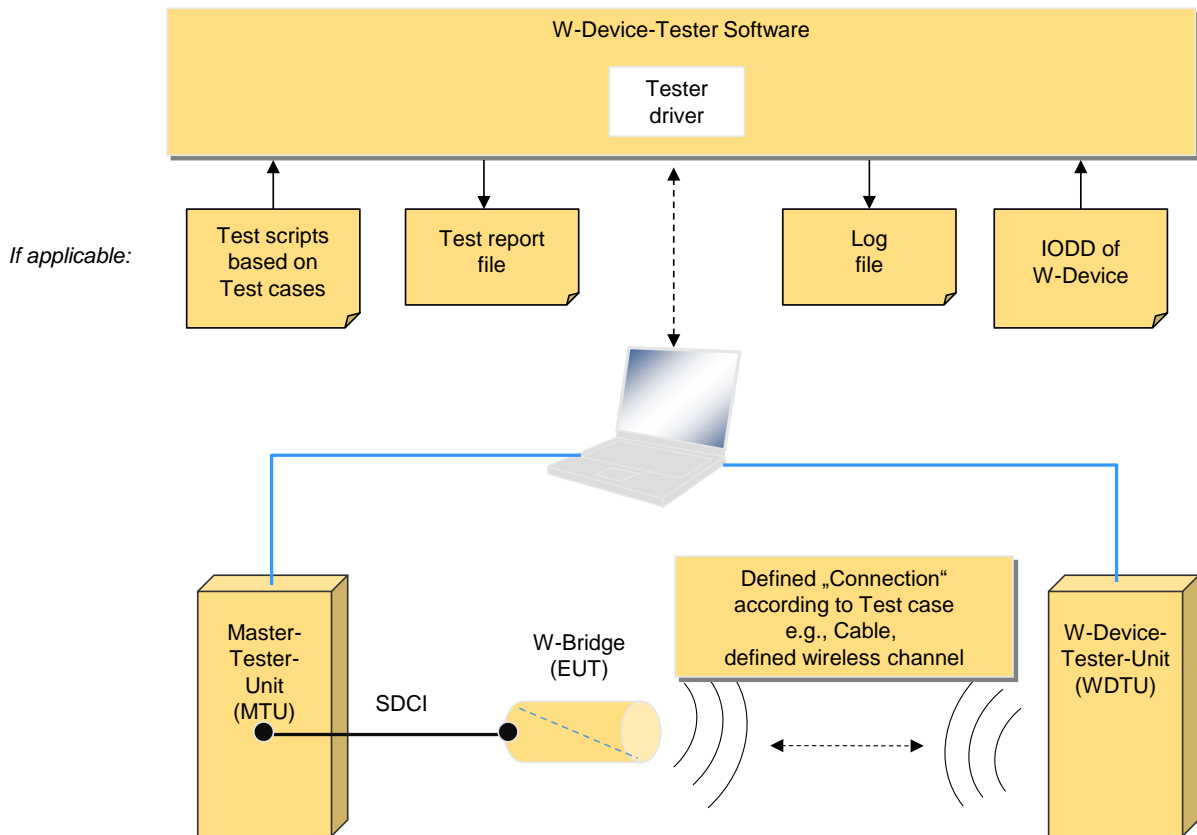 W-Device-Tester Software
Tester
driver
If applicable:
Test scripts
based on
Test cases
Test report
file
Log
file
IODD of
W-Device
Master-
Tester-
Unit
(MTU)
SDCI
W-Bridge
(EUT)
Defined „Connection“
according to Test case
e.g., Cable,
defined wireless channel
W-Device-
Tester-Unit
(WDTU)